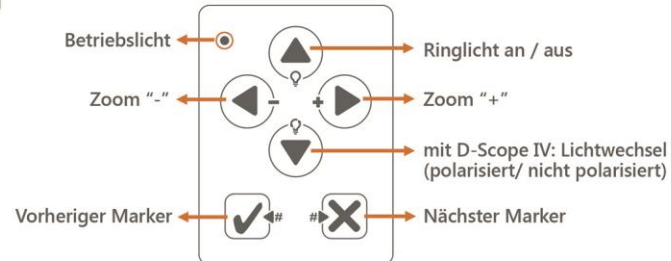 Betriebslicht
Ringlicht an / aus
Zoom “-”
-
+
Zoom “+”
mit D-Scope IV: Lichtwechsel
(polarisiert/ nicht polarisiert)
Vorheriger Marker
#
#
Nächster Marker